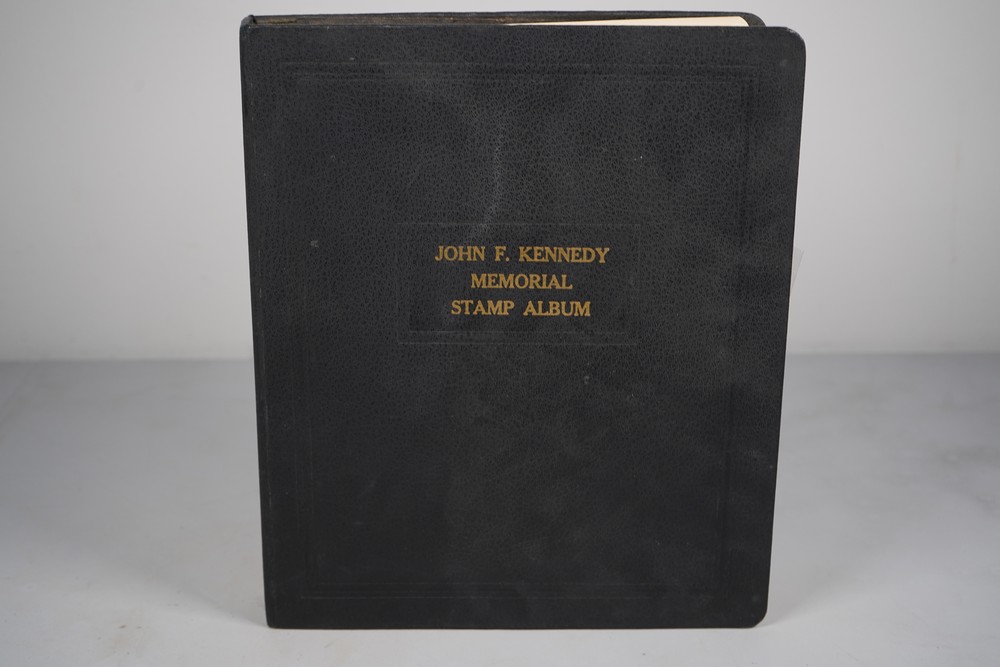 JOHN F. KENNEDY
MEMORIAL
STAMP ALBUM